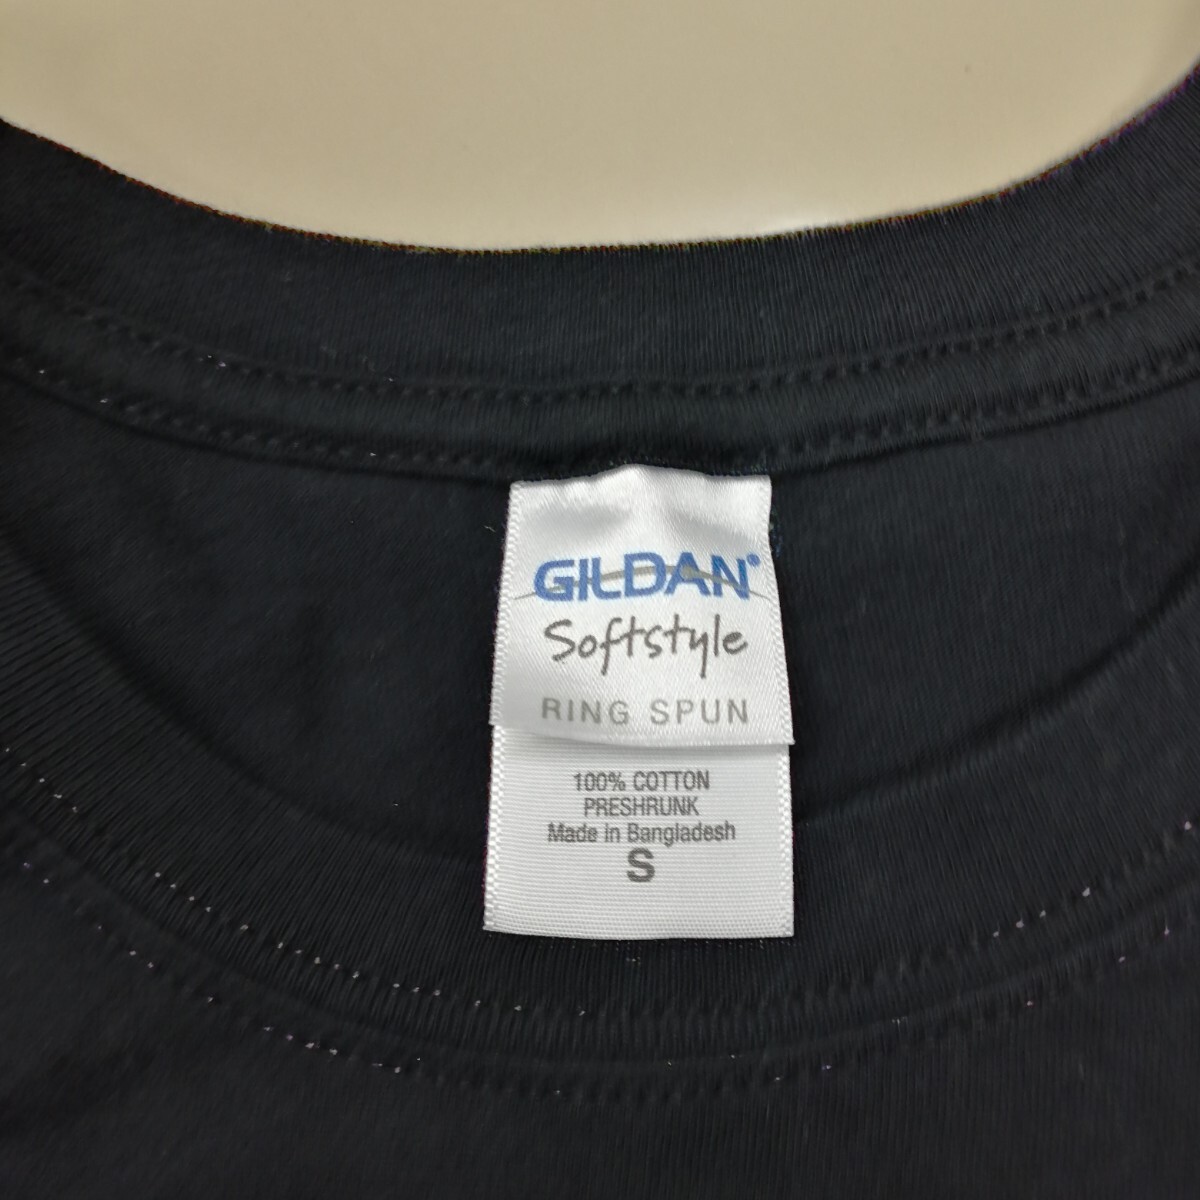 GILDAN®
Softstyle
RING SPUN
100% COTTON
PRESHRUNK
Made in Bangladesh
S